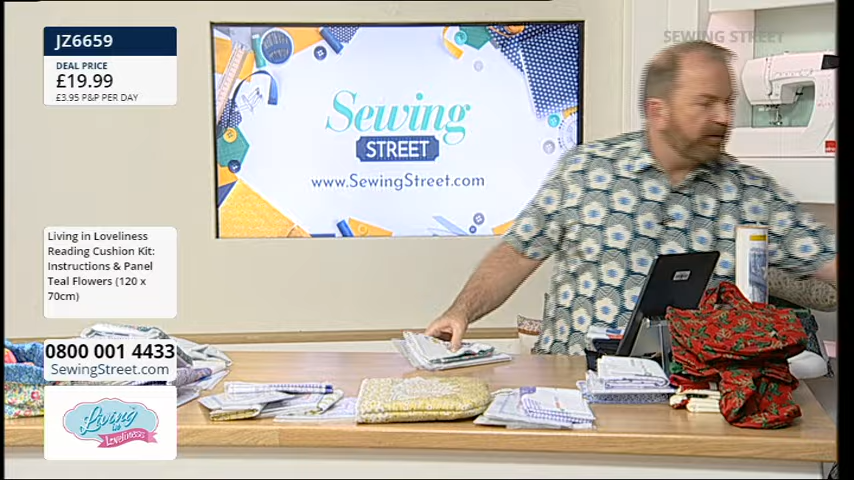 JZ6659
DEAL PRICE
£19.99
£3.95 P&P PER DAY
SEWING STREET
Sewing
STREET
www.SewingStreet.com
Living in Loveliness
Reading Cushion Kit:
Instructions & Panel
Teal Flowers (120 x
70cm)
0800 001 4433
SewingStreet.com
Living
in
Loveliness